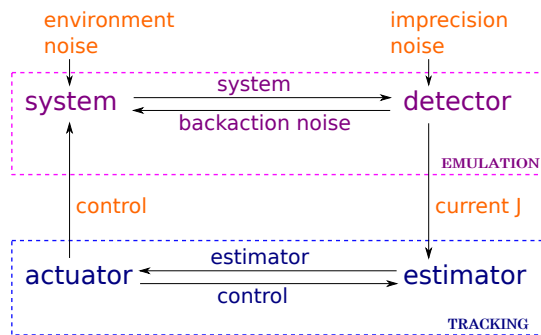 environment
noise
imprecision
noise
system
system
detector
backaction noise
EMULATION
control
current J
estimator
actuator
estimator
control
TRACKING